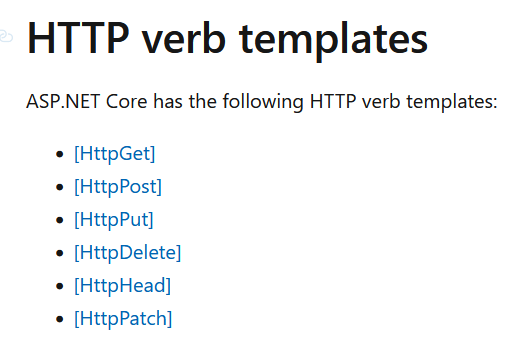 HTTP verb templates
ASP.NET Core has the following HTTP verb templates:
[HttpGet]
[HttpPost]
[HttpPut]
[HttpDelete]
[HttpHead]
[HttpPatch]